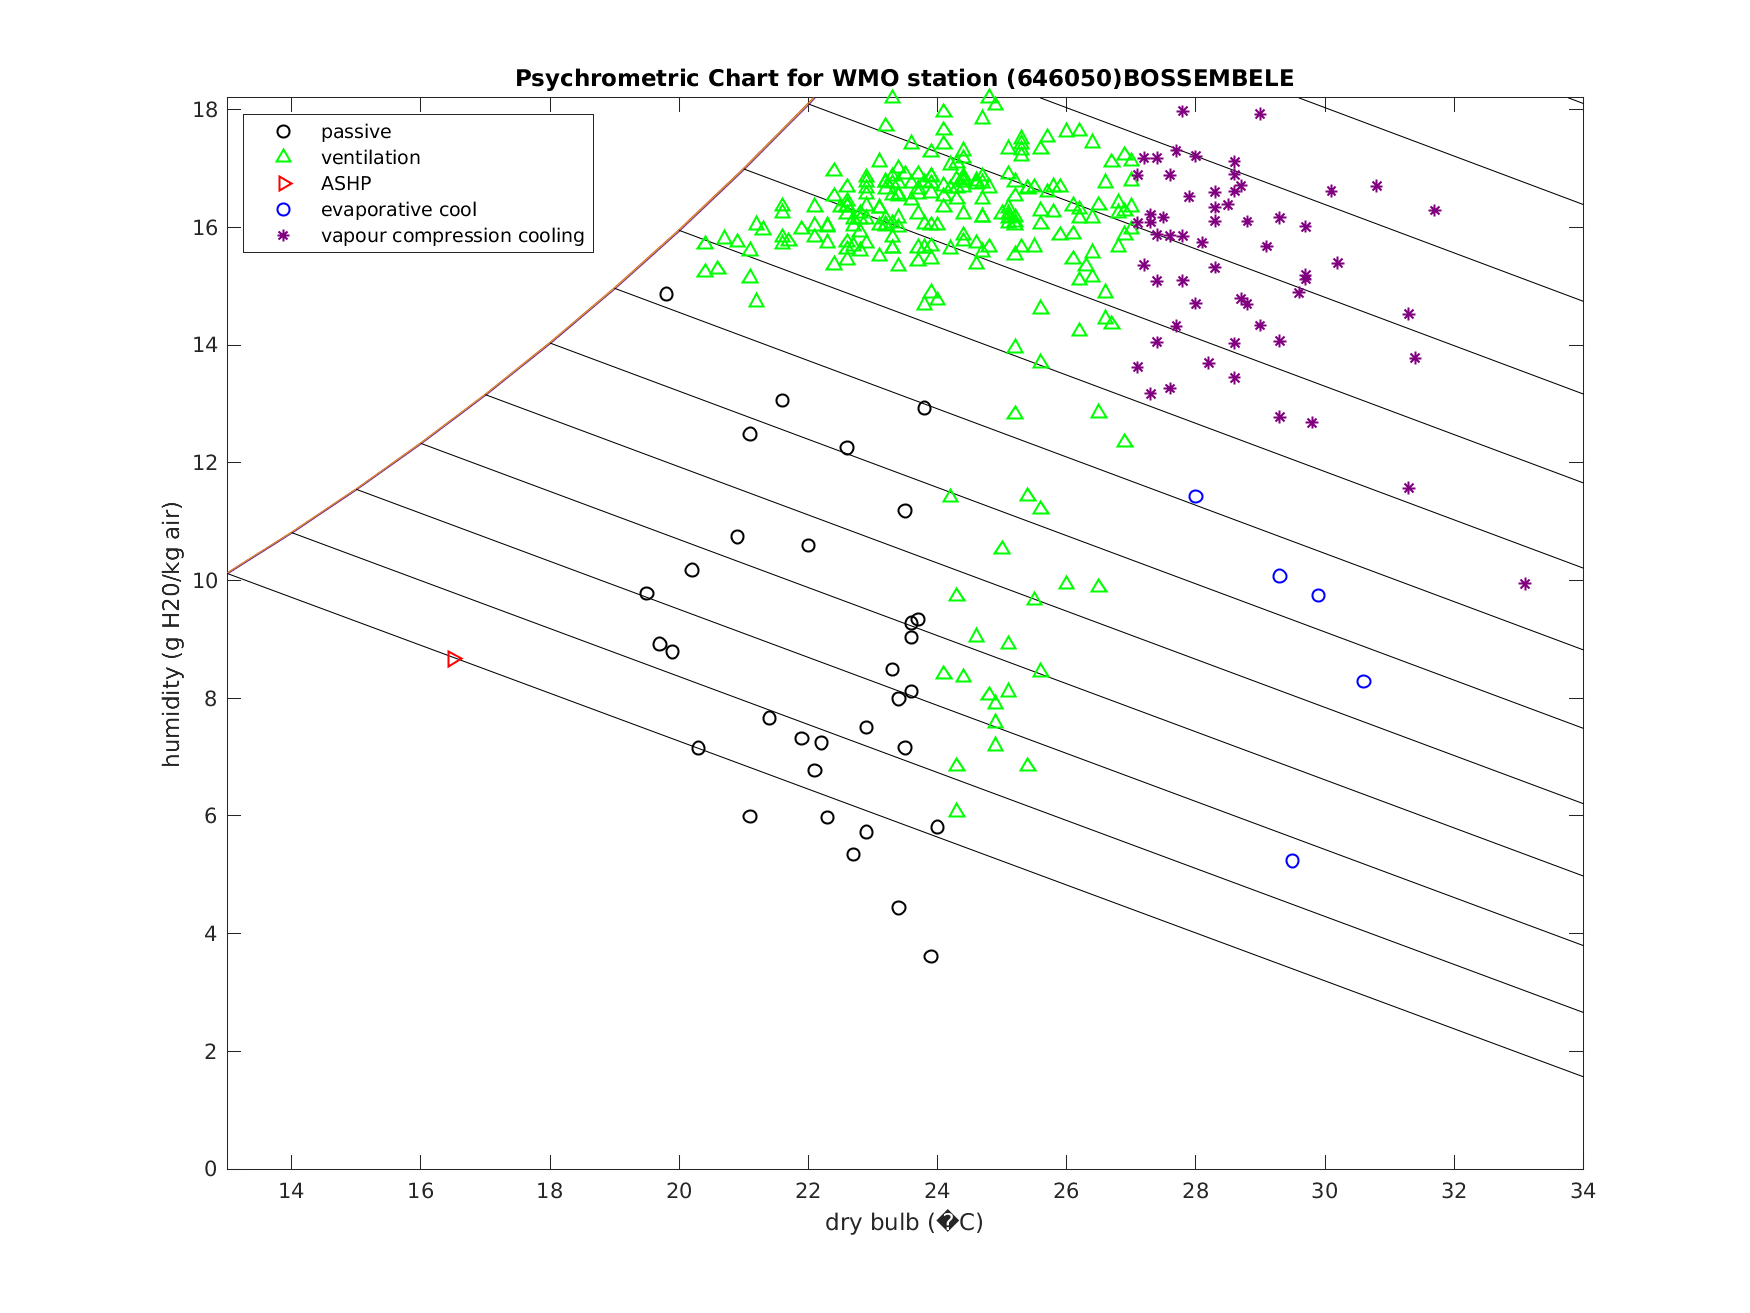 Psychrometric Chart for WMO station (646050)BOSSEMBELE
passive
ventilation
ASHP
evaporative cool
vapour compression cooling
humidity (g H20/kg air)
18
16
14
12
10
8
6
4
2
0
14 16 18 20 22 24 26 28 30 32 34
dry bulb (�C)